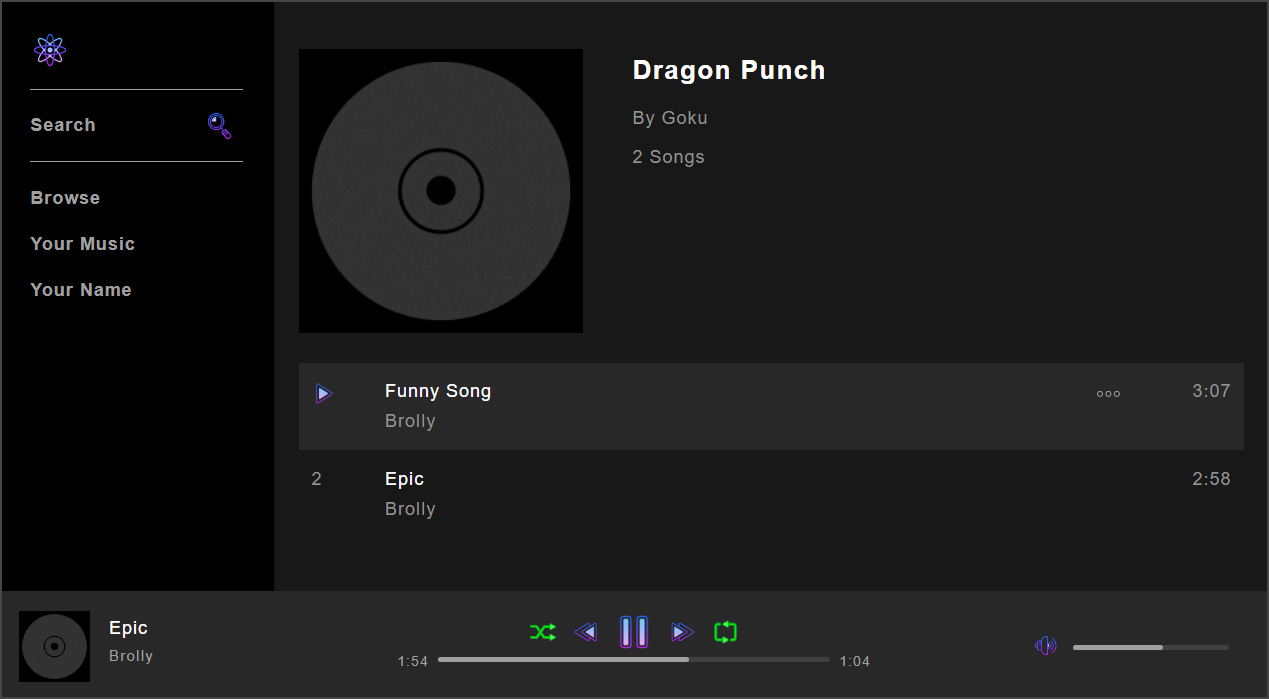 Search
Browse
Your Music
Your Name
Dragon Punch
By Goku
2 Songs
Funny Song
3:07
Brolly
2
Epic
2:58
Brolly
Epic
Brolly
1:54
1:04